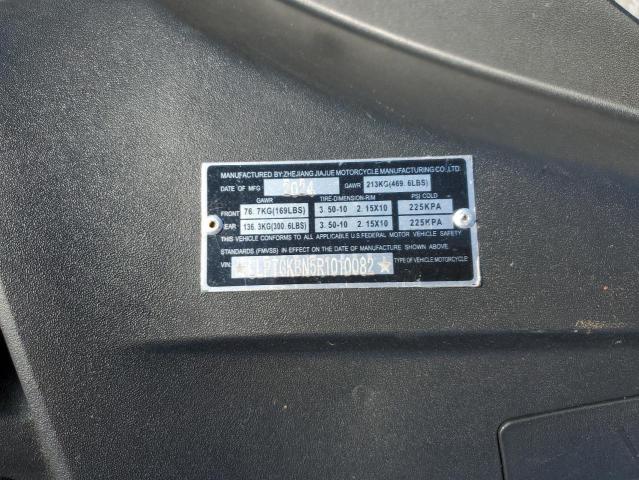 MANUFACTURED BY:ZHEJIANG JIAJUE MOTORCYCLE MANUFACTURING CO.,LTD
DATE OF MFG 2024 GAWR 213KG(469.6LBS)
GAWR TIRE-DIMENSION-RIM PSI COLD
FRONT 76.7KG(169LBS) 3.50-10 2.15X10 225KPA
EAR 136.3KG(300.6LBS) 3.50-10 2.15X10 225KPA
THIS VEHICLE CONFORMS TO ALL APPLICABLE U.S.FEDERAL MOTOR VEHICLE SAFETY
STANDARDS (FMVSS) IN EFFECT ON THE DATE OF MANUFACTURE SHOWN ABOVE.
VIN: TYPE OF VEHICLE:MOTORCYCLE